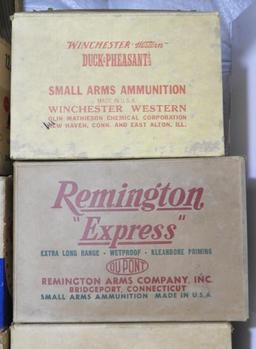 WINCHESTER Western
DUCK & PHEASANT
SMALL ARMS AMMUNITION
MADE IN U.S.A.
WINCHESTER WESTERN
OLIN MATHIESON CHEMICAL CORPORATION
NEW HAVEN, CONN. AND EAST ALTON, ILL.
Remington
"Express"
EXTRA LONG RANGE • WETPROOF • KLEANBORE PRIMING
DU PONT
REMINGTON ARMS COMPANY, INC.
BRIDGEPORT, CONNECTICUT
SMALL ARMS AMMUNITION MADE IN U.S.A.